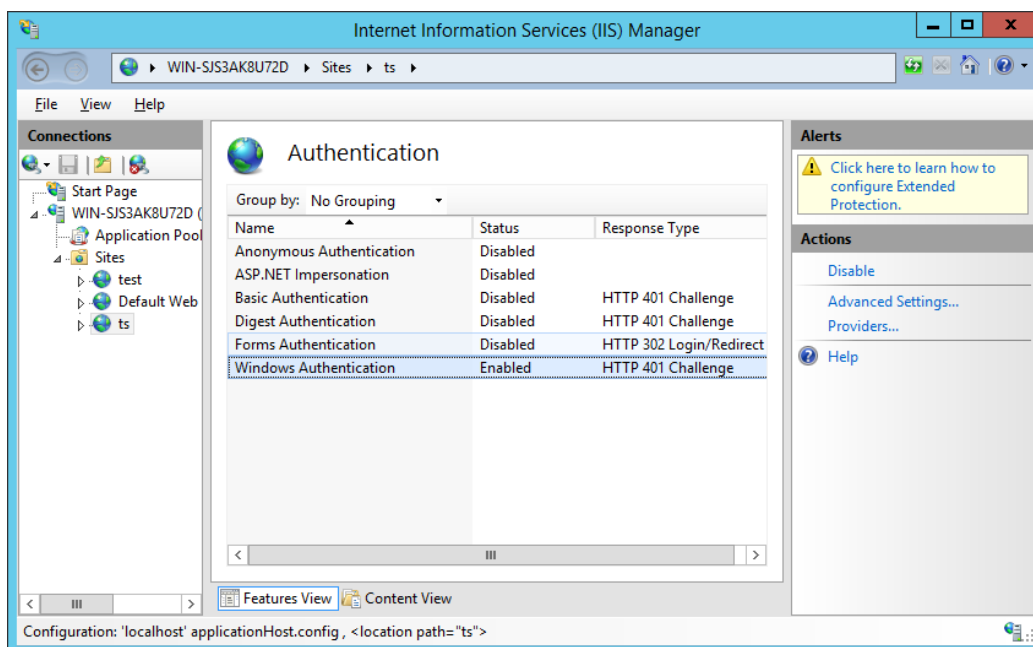 Internet Information Services (IIS) Manager
WIN-SJS3AK8U72D Sites ts
File View Help
Connections
Start Page
WIN-SJS3AK8U72D (
Application Pool
Sites
test
Default Web
ts
Authentication
Group by: No Grouping
Name Status Response Type
Anonymous Authentication Disabled
ASP.NET Impersonation Disabled
Basic Authentication Disabled HTTP 401 Challenge
Digest Authentication Disabled HTTP 401 Challenge
Forms Authentication Disabled HTTP 302 Login/Redirect
Windows Authentication Enabled HTTP 401 Challenge
Features View Content View
Alerts
Click here to learn how to
configure Extended
Protection.
Actions
Disable
Advanced Settings...
Providers...
Help
Configuration: 'localhost' applicationHost.config , <location path="ts">